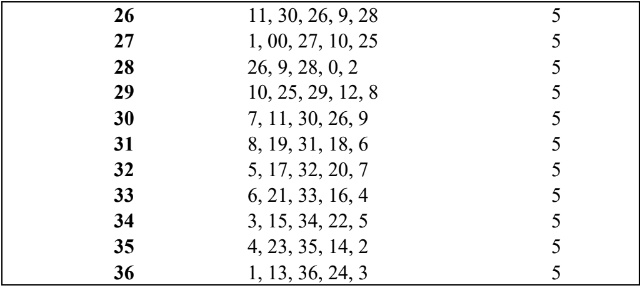 26 11, 30, 26, 9, 28 5
27 1, 00, 27, 10, 25 5
28 26, 9, 28, 0, 2 5
29 10, 25, 29, 12, 8 5
30 7, 11, 30, 26, 9 5
31 8, 19, 31, 18, 6 5
32 5, 17, 32, 20, 7 5
33 6, 21, 33, 16, 4 5
34 3, 15, 34, 22, 5 5
35 4, 23, 35, 14, 2 5
36 1, 13, 36, 24, 3 5